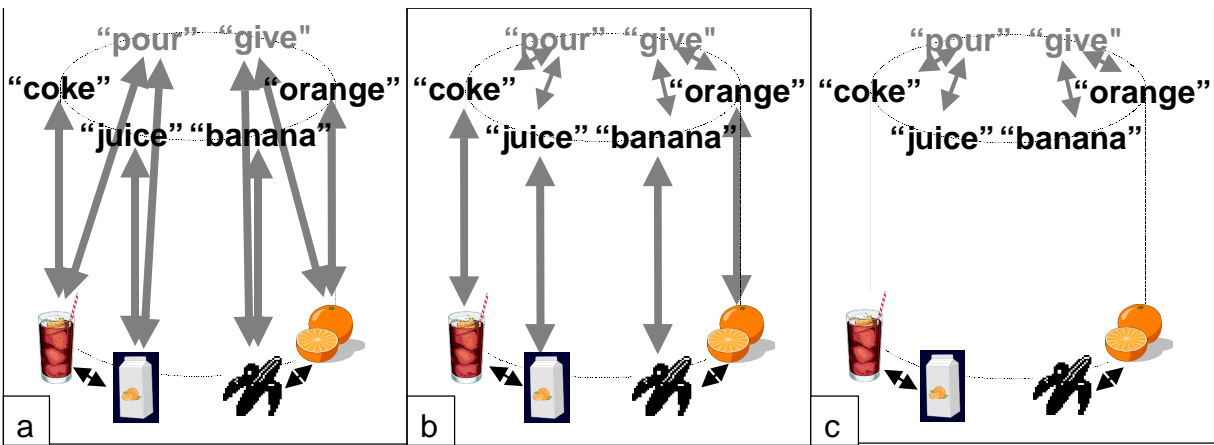 “pour” “give"
“coke” “orange”
“juice” “banana”
a
“pour” “give"
“coke” “orange”
“juice” “banana”
b
“pour” “give"
“coke” “orange”
“juice” “banana”
c